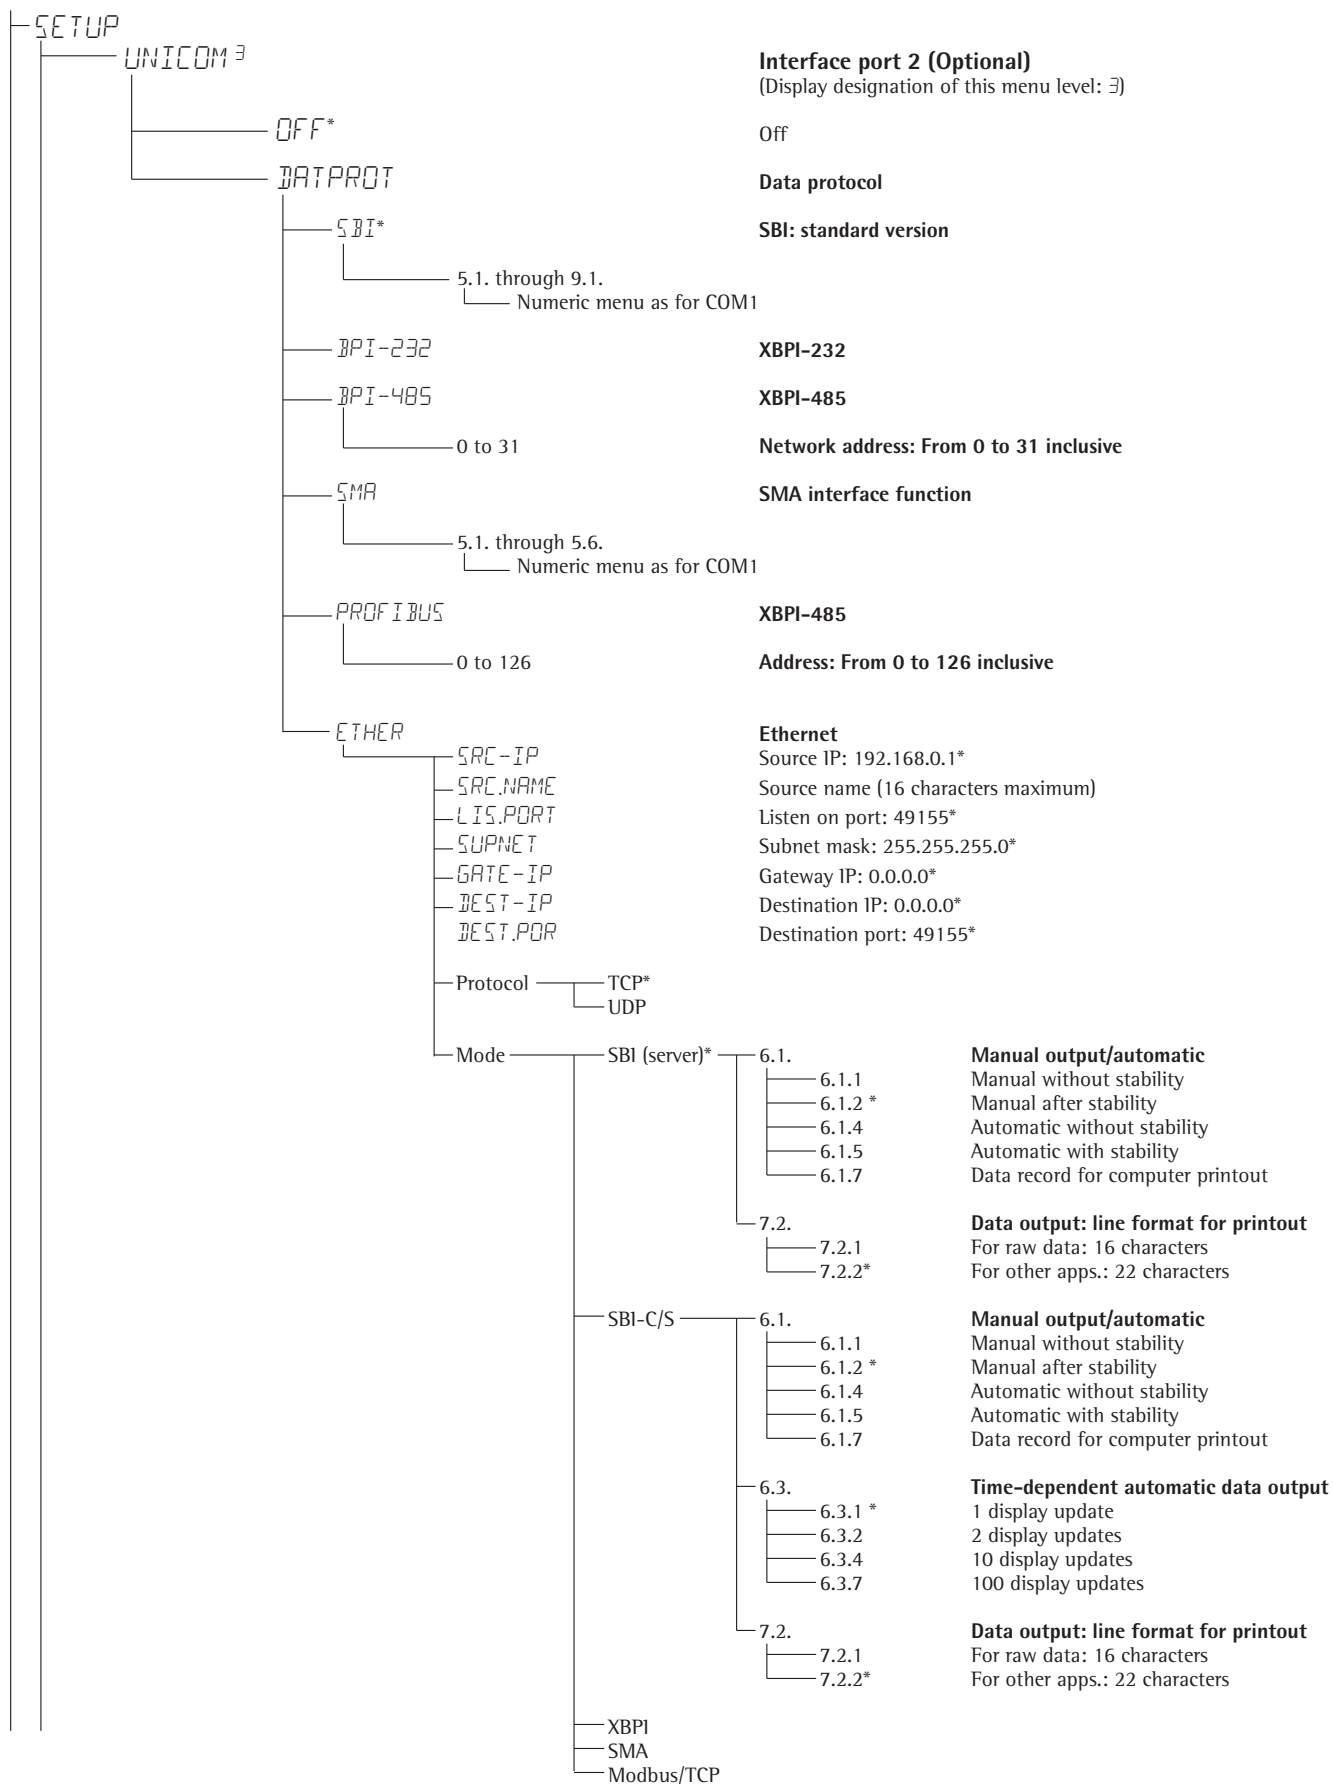 SETUP
UNICOM 3 Interface port 2 (Optional)
(Display designation of this menu level: 3)
OFF* Off
DATPROT Data protocol
SBI* SBI: standard version
5.1. through 9.1.
Numeric menu as for COM1
BPI-232 XBPI-232
BPI-485 XBPI-485
0 to 31 Network address: From 0 to 31 inclusive
SMA SMA interface function
5.1. through 5.6.
Numeric menu as for COM1
PROFIBUS XBPI-485
0 to 126 Address: From 0 to 126 inclusive
ETHER Ethernet
SRC-IP Source IP: 192.168.0.1*
SRC.NAME Source name (16 characters maximum)
LIS.PORT Listen on port: 49155*
SUPNET Subnet mask: 255.255.255.0*
GATE-IP Gateway IP: 0.0.0.0*
DEST-IP Destination IP: 0.0.0.0*
DEST.POR Destination port: 49155*
Protocol TCP*
UDP
Mode SBI (server)* 6.1. Manual output/automatic
6.1.1 Manual without stability
6.1.2 * Manual after stability
6.1.4 Automatic without stability
6.1.5 Automatic with stability
6.1.7 Data record for computer printout
7.2. Data output: line format for printout
7.2.1 For raw data: 16 characters
7.2.2* For other apps.: 22 characters
SBI-C/S 6.1. Manual output/automatic
6.1.1 Manual without stability
6.1.2 * Manual after stability
6.1.4 Automatic without stability
6.1.5 Automatic with stability
6.1.7 Data record for computer printout
6.3. Time-dependent automatic data output
6.3.1 * 1 display update
6.3.2 2 display updates
6.3.4 10 display updates
6.3.7 100 display updates
7.2. Data output: line format for printout
7.2.1 For raw data: 16 characters
7.2.2* For other apps.: 22 characters
XBPI
SMA
Modbus/TCP